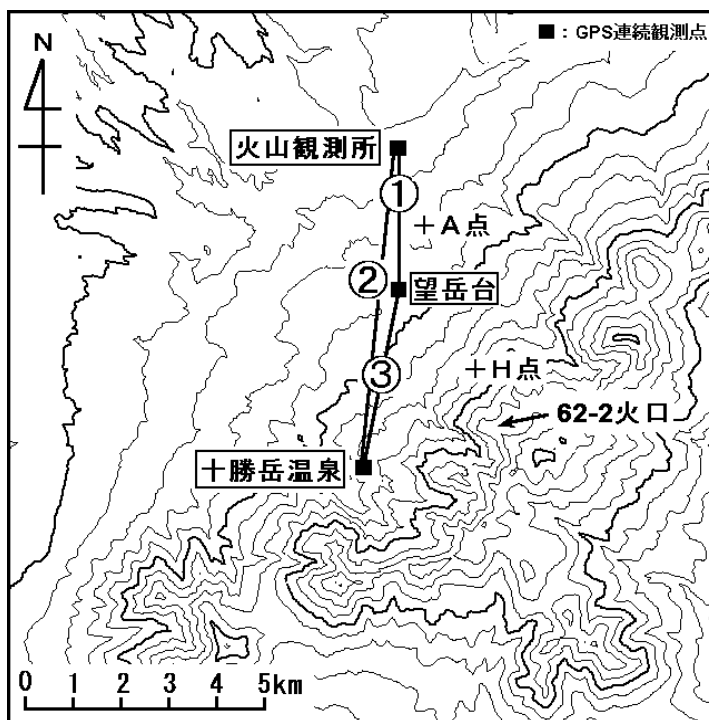 N
■：GPS連続観測点
火山観測所
①
＋A点
②
望岳台
③
＋H点
62-2火口
十勝岳温泉
0 1 2 3 4 5km